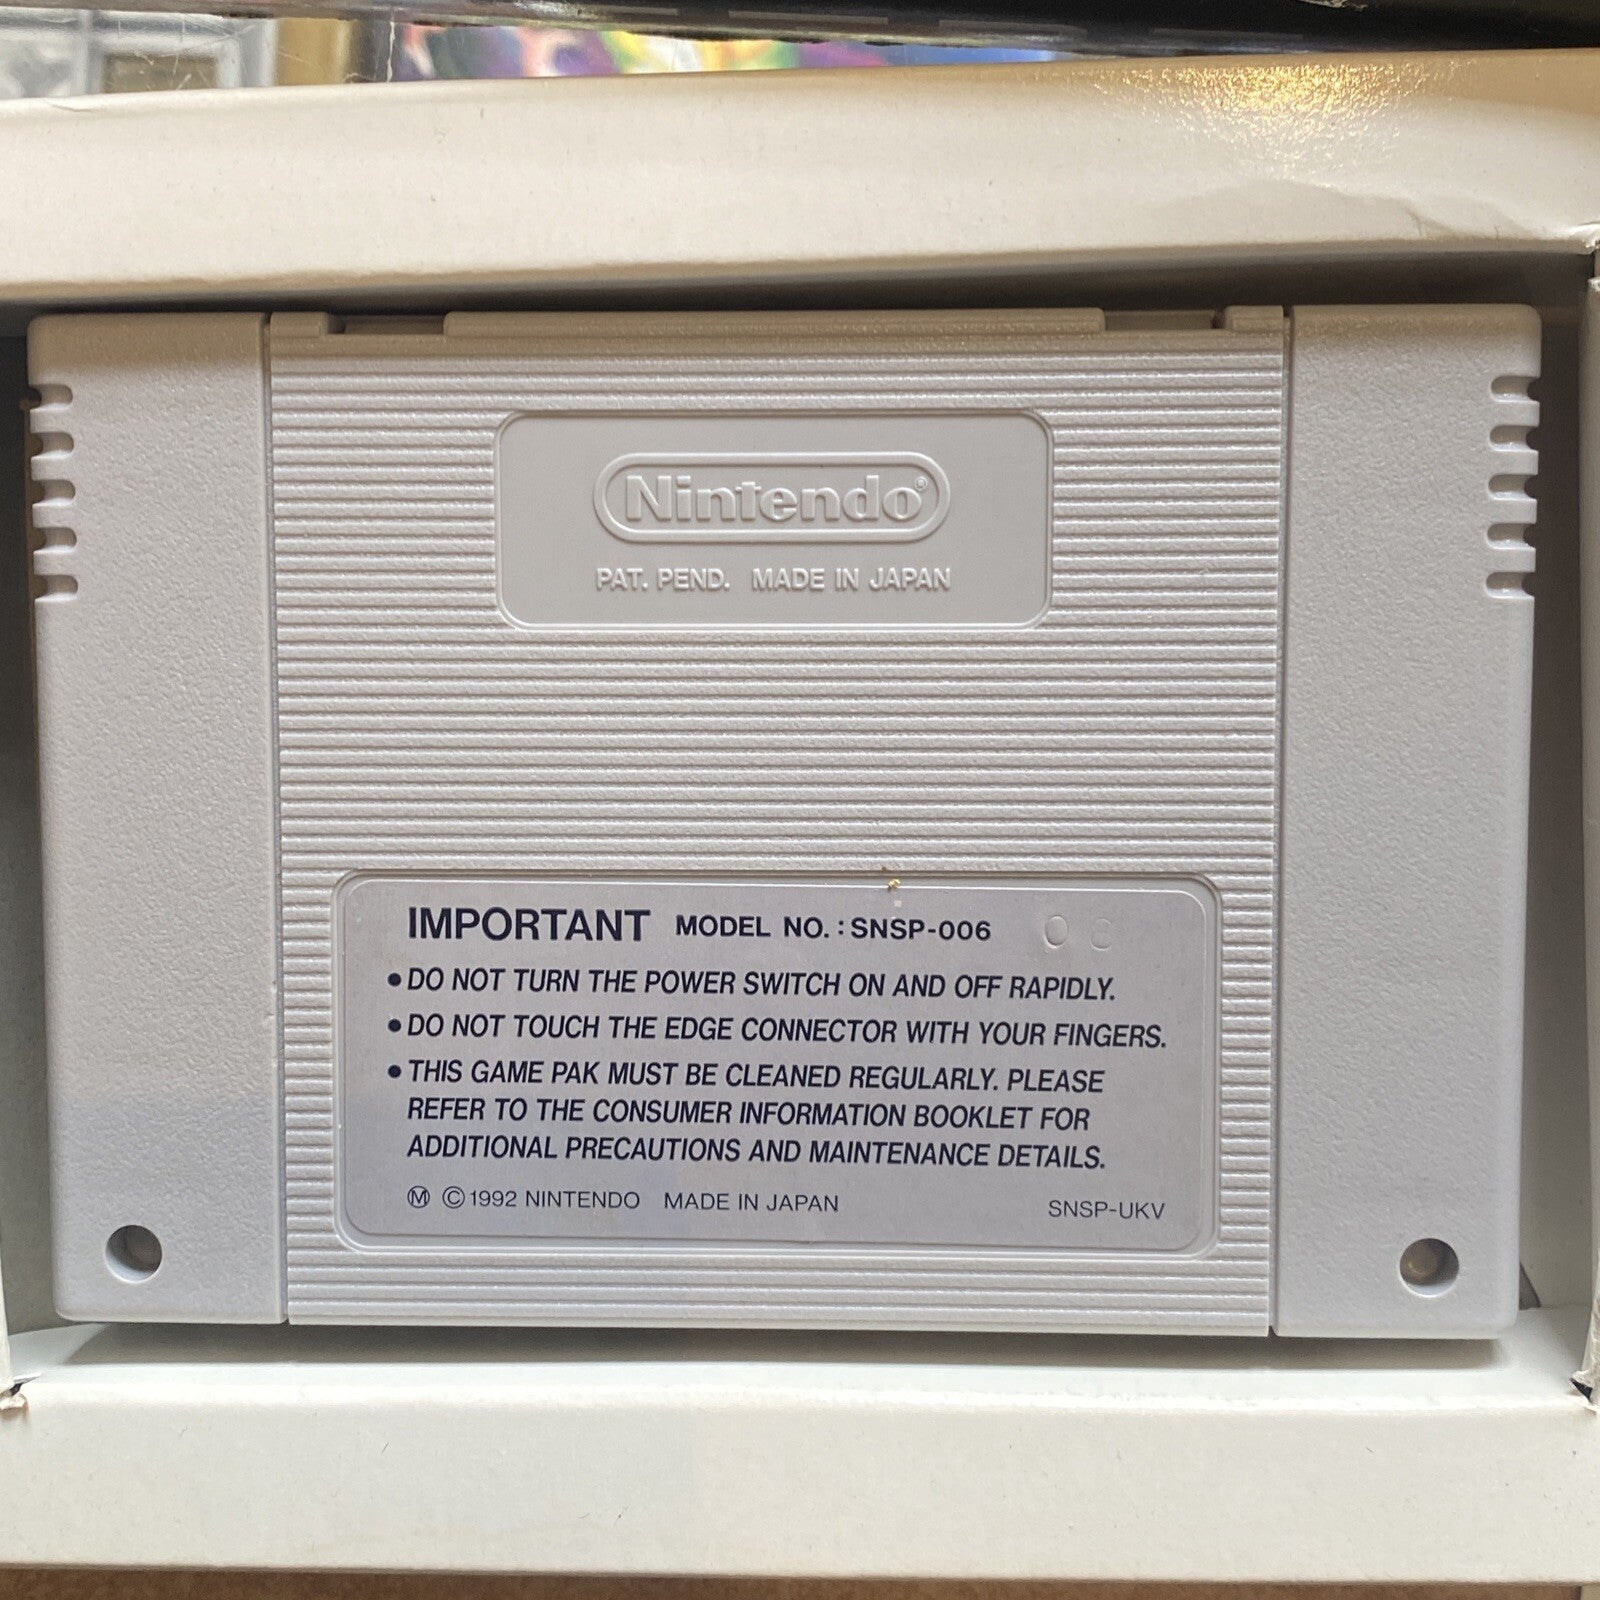 Nintendo®
PAT. PEND. MADE IN JAPAN
IMPORTANT MODEL NO.: SNSP-006
• DO NOT TURN THE POWER SWITCH ON AND OFF RAPIDLY.
• DO NOT TOUCH THE EDGE CONNECTOR WITH YOUR FINGERS.
• THIS GAME PAK MUST BE CLEANED REGULARLY. PLEASE
REFER TO THE CONSUMER INFORMATION BOOKLET FOR
ADDITIONAL PRECAUTIONS AND MAINTENANCE DETAILS.
Ⓜ ©1992 NINTENDO MADE IN JAPAN SNSP-UKV